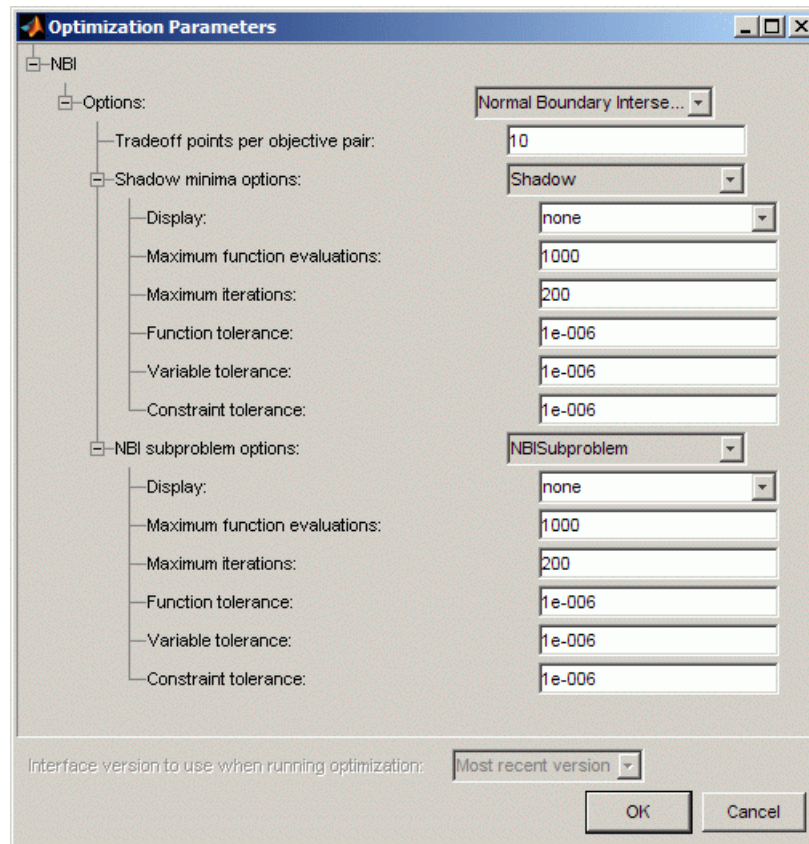 Optimization Parameters
NBI
Options: Normal Boundary Interse...
Tradeoff points per objective pair: 10
Shadow minima options: Shadow
Display: none
Maximum function evaluations: 1000
Maximum iterations: 200
Function tolerance: 1e-006
Variable tolerance: 1e-006
Constraint tolerance: 1e-006
NBI subproblem options: NBISubproblem
Display: none
Maximum function evaluations: 1000
Maximum iterations: 200
Function tolerance: 1e-006
Variable tolerance: 1e-006
Constraint tolerance: 1e-006
Interface version to use when running optimization: Most recent version
OK Cancel